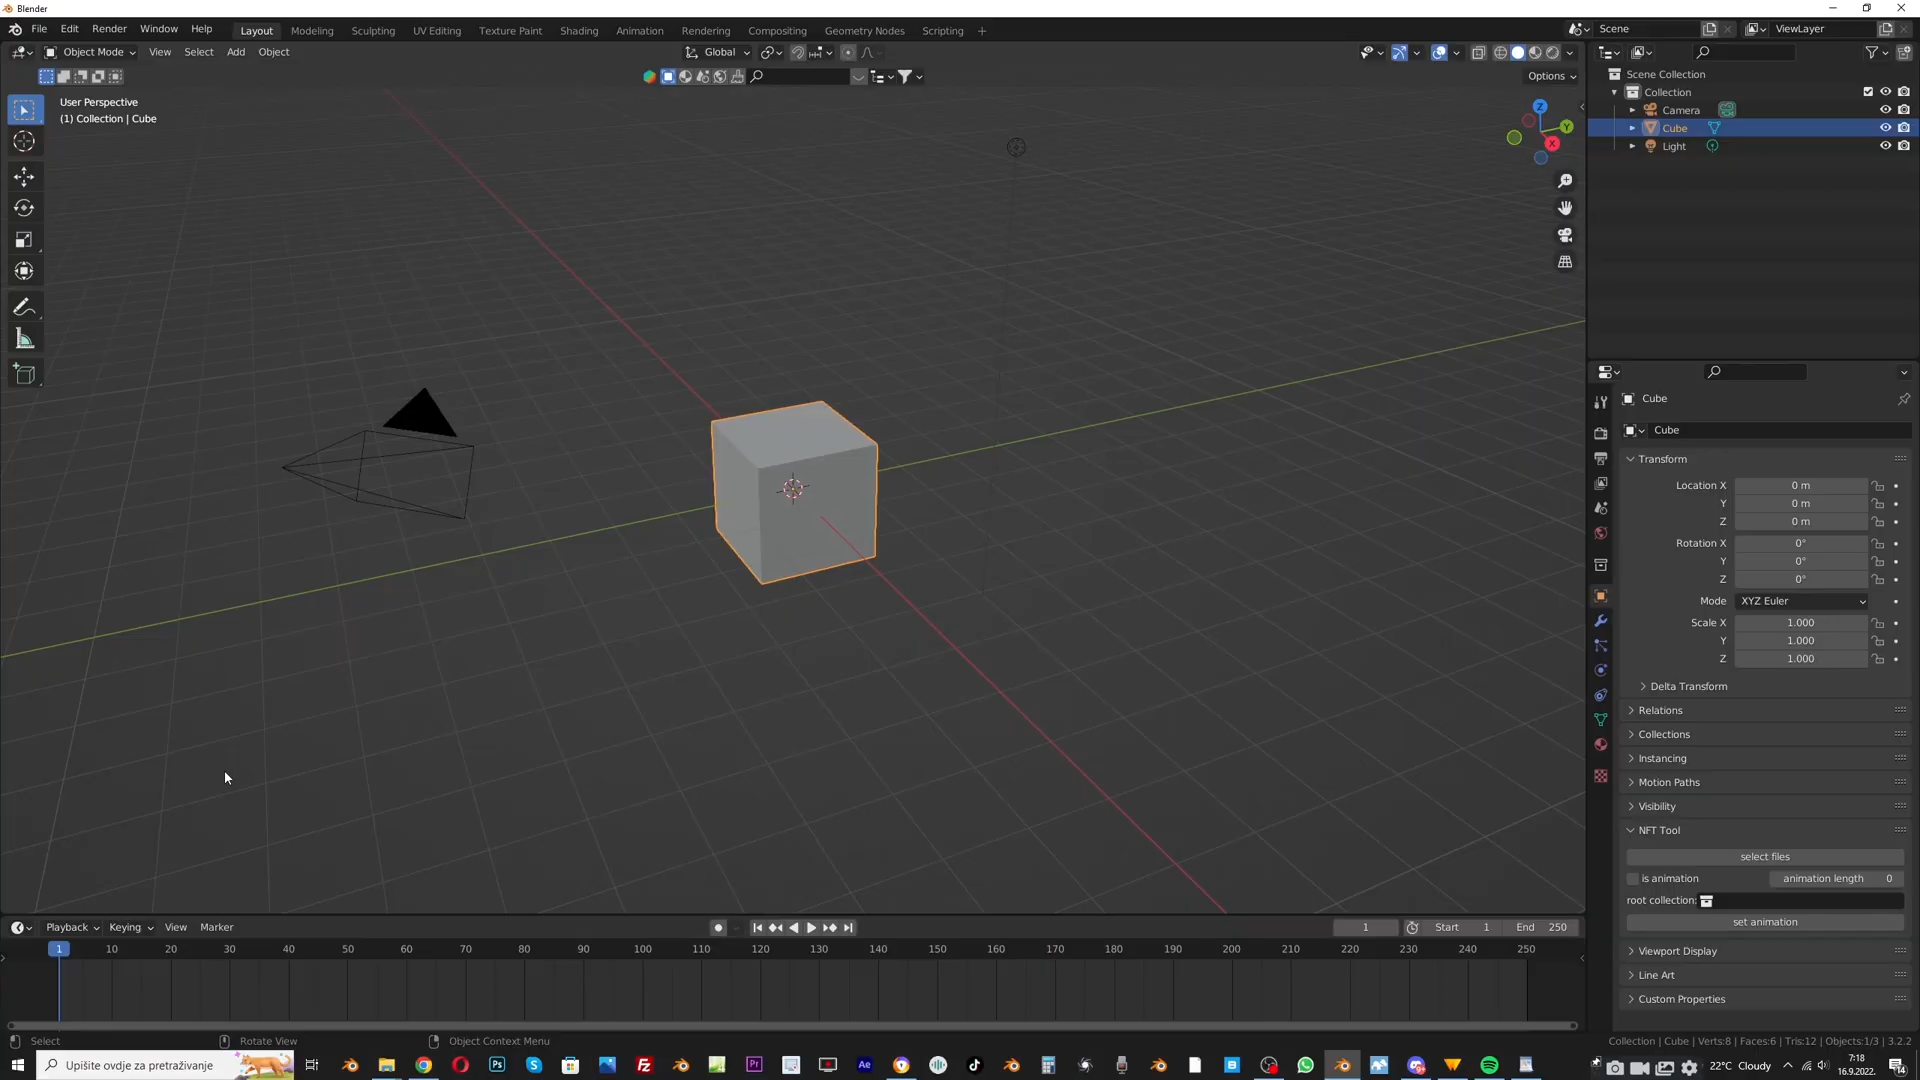 Blender
File Edit Render Window Help
Layout Modeling Sculpting UV Editing Texture Paint Shading Animation Rendering Compositing Geometry Nodes Scripting +
Scene
ViewLayer
Object Mode View Select Add Object
Global
Options
User Perspective
(1) Collection | Cube
Z
Y
X
Scene Collection
Collection
Camera
Cube
Light
Cube
Cube
Transform
Location X 0 m
Y 0 m
Z 0 m
Rotation X 0°
Y 0°
Z 0°
Mode XYZ Euler
Scale X 1.000
Y 1.000
Z 1.000
Delta Transform
Relations
Collections
Instancing
Motion Paths
Visibility
NFT Tool
select files
is animation animation length 0
root collection:
set animation
Viewport Display
Line Art
Custom Properties
Playback Keying View Marker
1 Start 1 End 250
1 10 20 30 40 50 60 70 80 90 100 110 120 130 140 150 160 170 180 190 200 210 220 230 240 250
Select Rotate View Object Context Menu
Collection | Cube | Verts:8 | Faces:6 | Tris:12 | Objects:1/3 | 3.2.2
Upišite ovdje za pretraživanje
Ps
S
Fz
Pr
Ae
22°C Cloudy
7:18
16.9.2022.
14